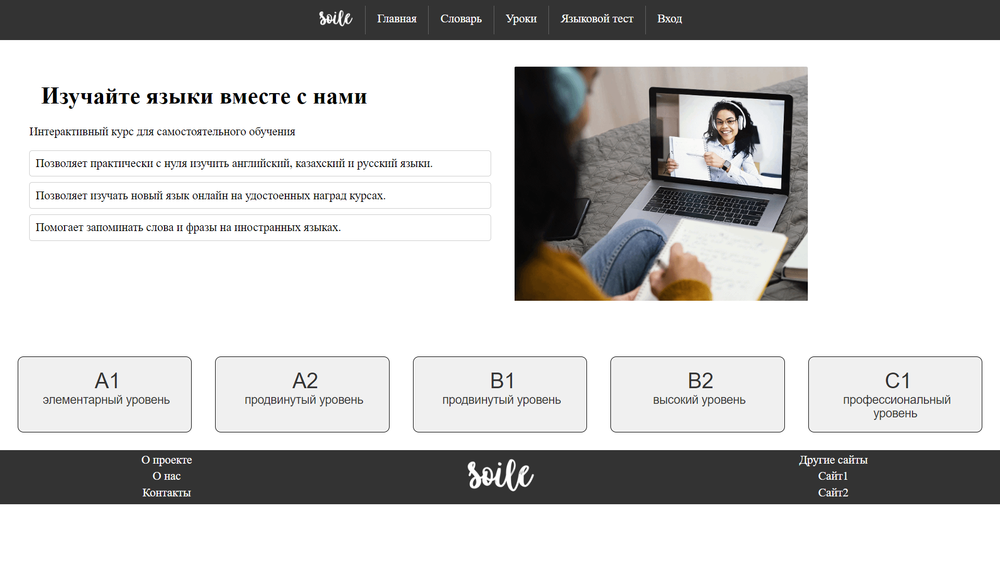 soile
Главная
Словарь
Уроки
Языковой тест
Вход
Изучайте языки вместе с нами
Интерактивный курс для самостоятельного обучения
Позволяет практически с нуля изучить английский, казахский и русский языки.
Позволяет изучать новый язык онлайн на удостоенных наград курсах.
Помогает запоминать слова и фразы на иностранных языках.
A1
элементарный уровень
A2
продвинутый уровень
B1
продвинутый уровень
B2
высокий уровень
C1
профессиональный
уровень
О проекте
О нас
Контакты
soile
Другие сайты
Сайт1
Сайт2